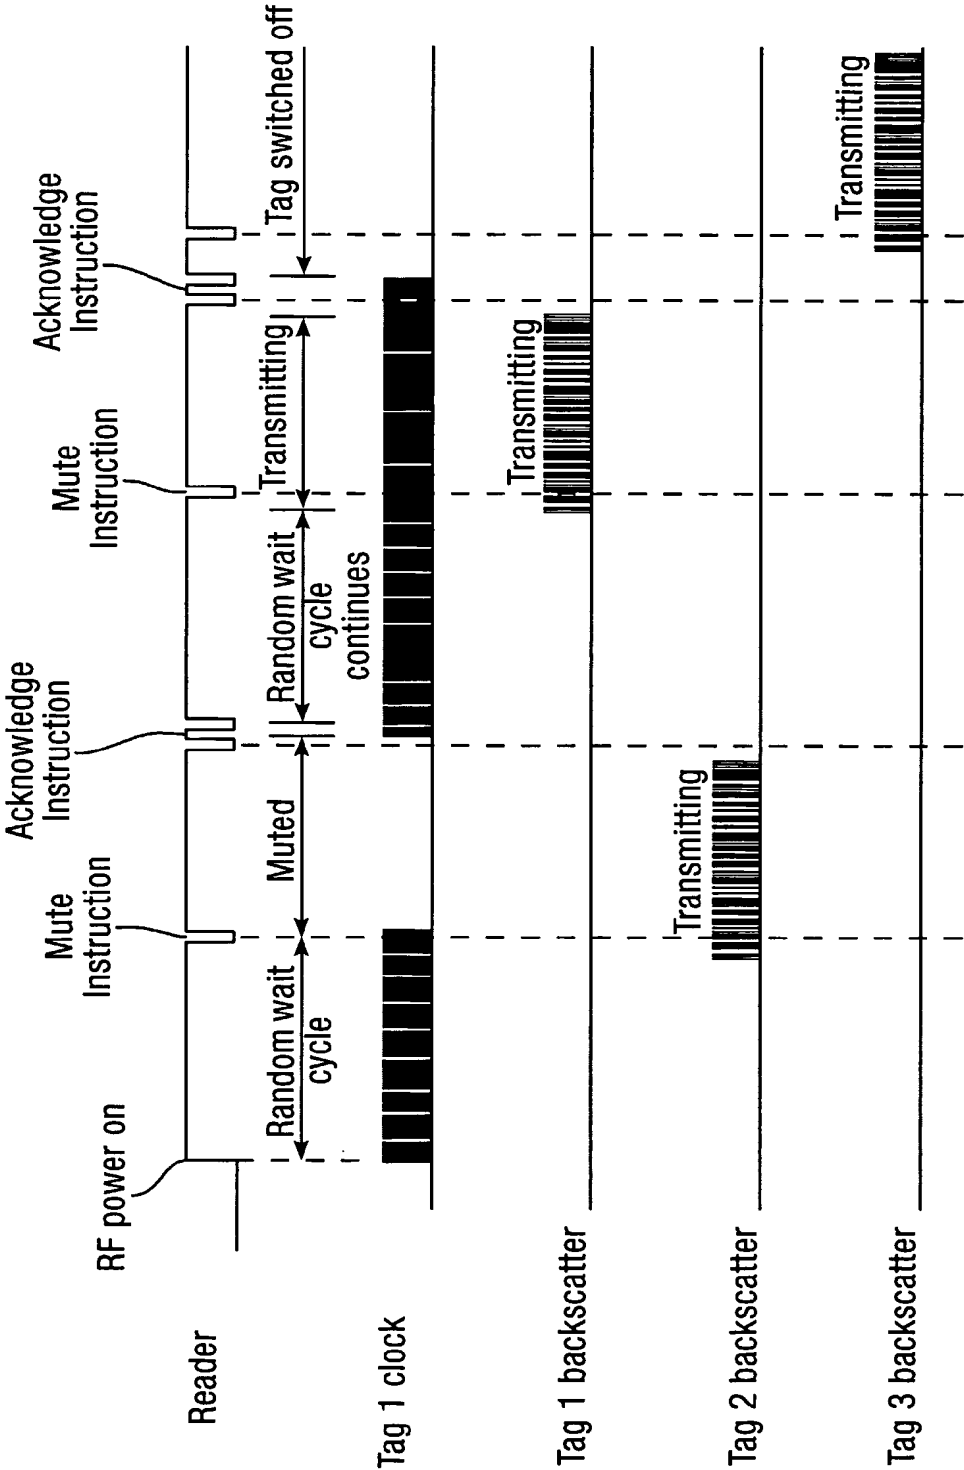 Reader
RF power on
Mute
Instruction
Acknowledge
Instruction
Mute
Instruction
Acknowledge
Instruction
Random wait
cycle
Muted
Random wait
cycle
continues
Transmitting
Tag switched off
Tag 1 clock
Tag 1 backscatter
Transmitting
Tag 2 backscatter
Transmitting
Tag 3 backscatter
Transmitting